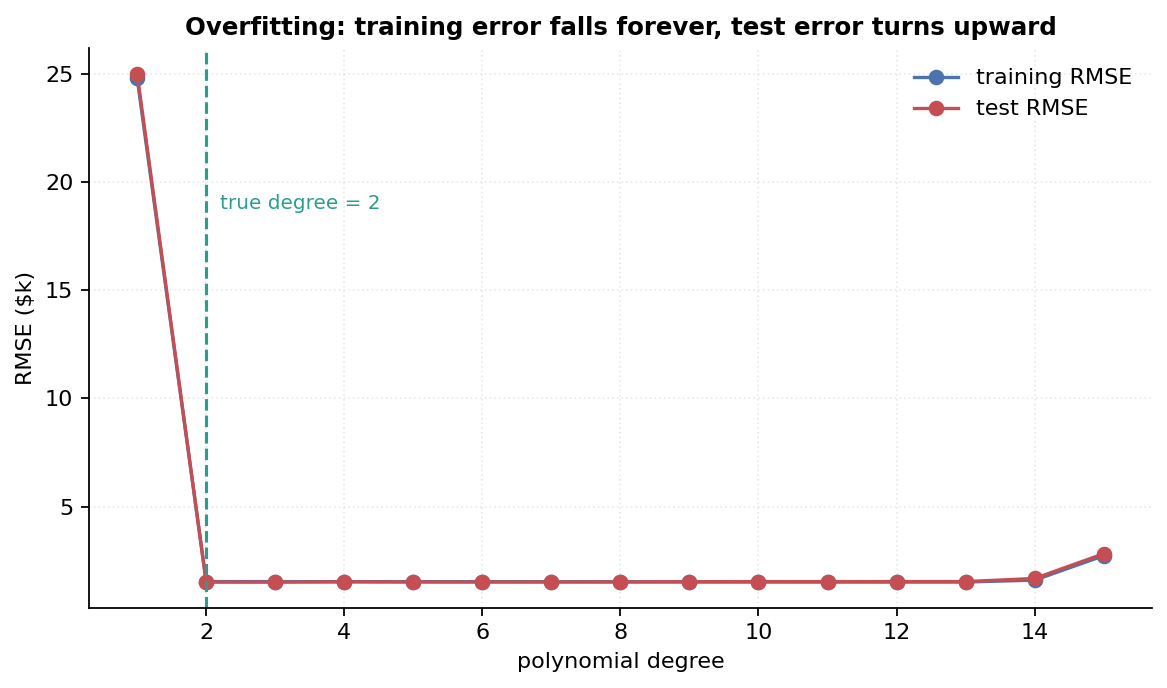 Overfitting: training error falls forever, test error turns upward
training RMSE
test RMSE
true degree = 2
RMSE ($k)
25
20
15
10
5
2 4 6 8 10 12 14
polynomial degree